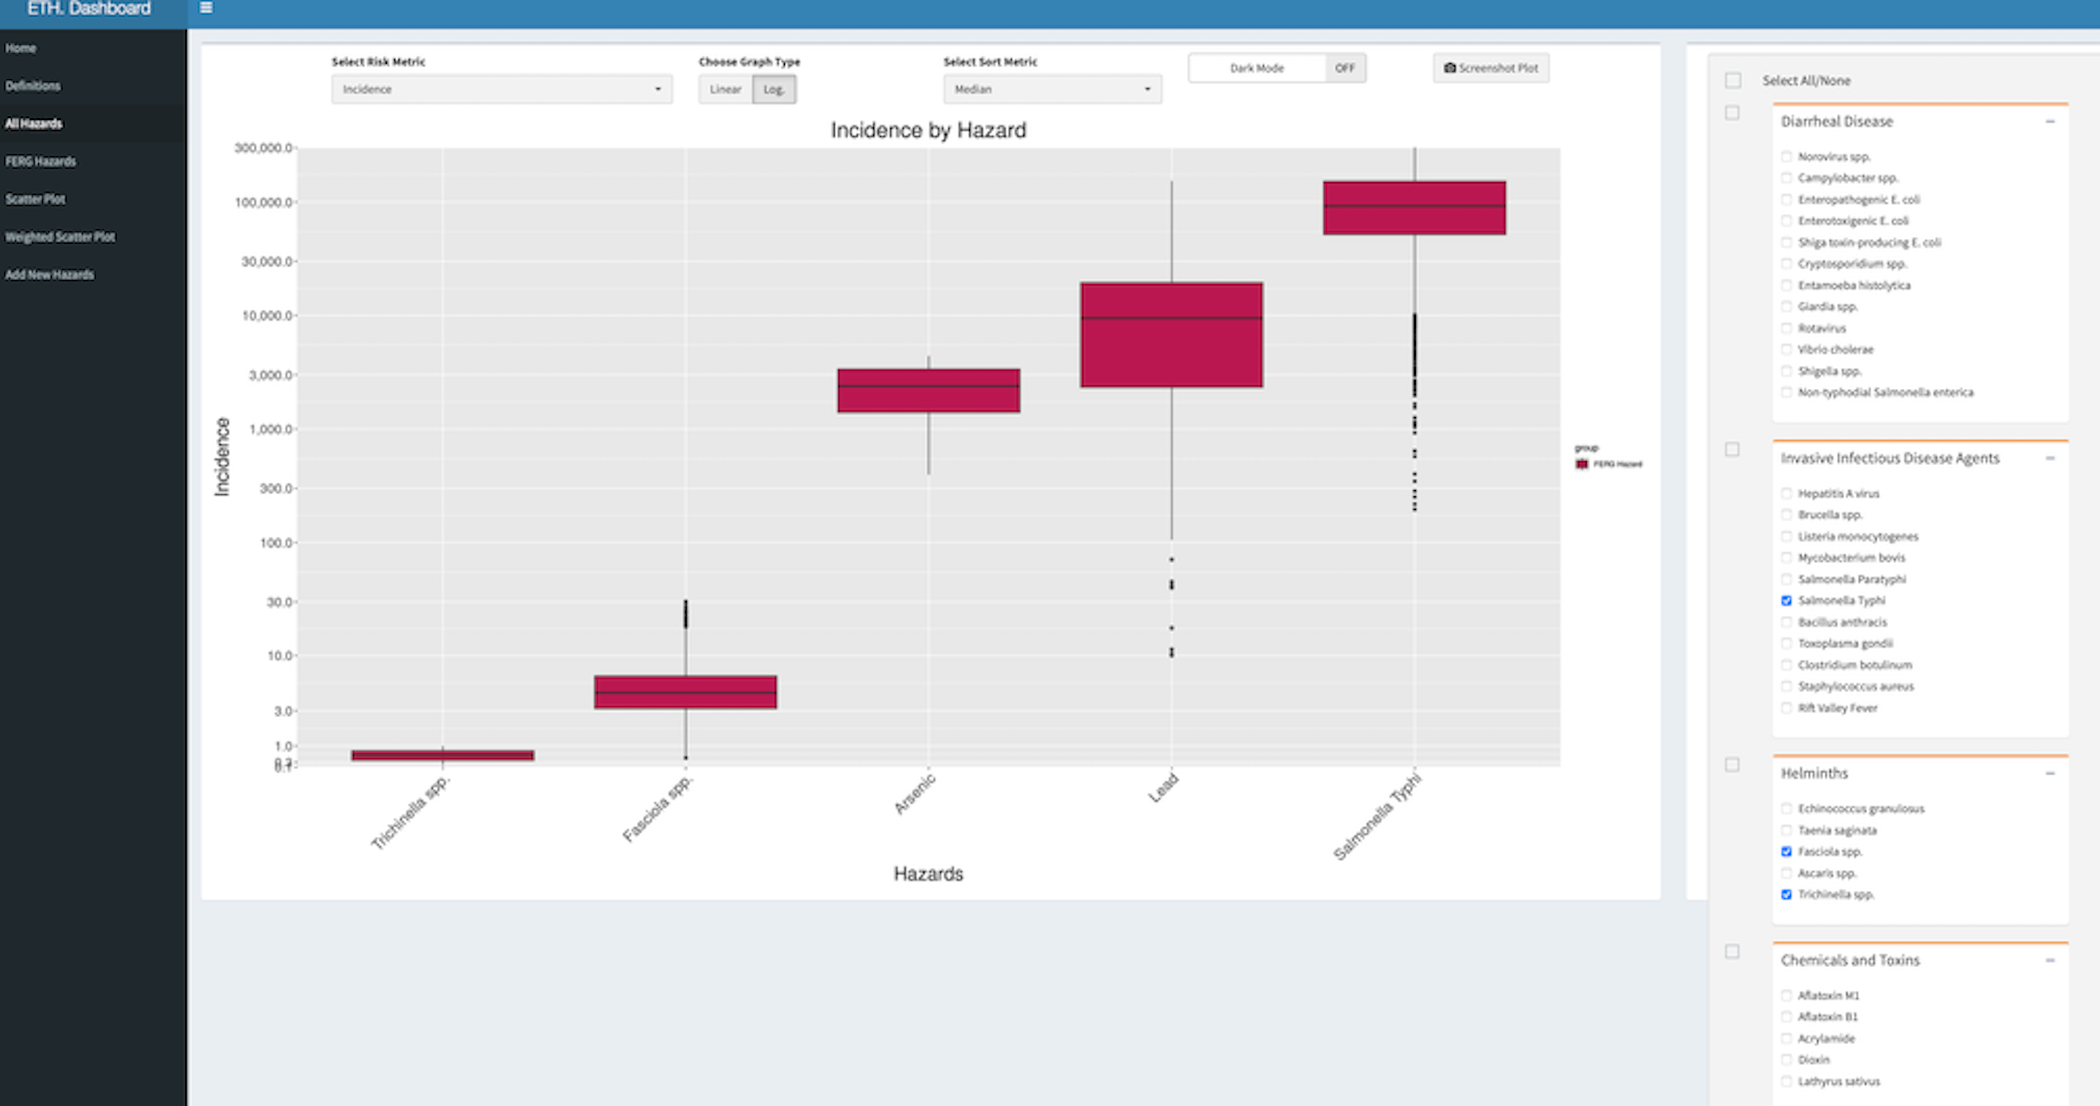 ETH. Dashboard
Home
Definitions
All Hazards
FERG Hazards
Scatter Plot
Weighted Scatter Plot
Add New Hazards
Select Risk Metric
Incidence
Choose Graph Type
Linear Log.
Select Sort Metric
Median
Dark Mode OFF
Screenshot Plot
Incidence by Hazard
300,000.0
100,000.0
30,000.0
10,000.0
3,000.0
1,000.0
300.0
100.0
30.0
10.0
3.0
1.0
Incidence
Trichinella spp.
Fasciola spp.
Arsenic
Lead
Salmonella Typhi
Hazards
group
FERG Hazard
Select All/None
Diarrheal Disease
Norovirus spp.
Campylobacter spp.
Enteropathogenic E. coli
Enterotoxigenic E. coli
Shiga toxin-producing E. coli
Cryptosporidium spp.
Entamoeba histolytica
Giardia spp.
Rotavirus
Vibrio cholerae
Shigella spp.
Non-typhodial Salmonella enterica
Invasive Infectious Disease Agents
Hepatitis A virus
Brucella spp.
Listeria monocytogenes
Mycobacterium bovis
Salmonella Paratyphi
Salmonella Typhi
Bacillus anthracis
Toxoplasma gondii
Clostridium botulinum
Staphylococcus aureus
Rift Valley Fever
Helminths
Echinococcus granulosus
Taenia saginata
Fasciola spp.
Ascaris spp.
Trichinella spp.
Chemicals and Toxins
Aflatoxin M1
Aflatoxin B1
Acrylamide
Dioxin
Lathyrus sativus